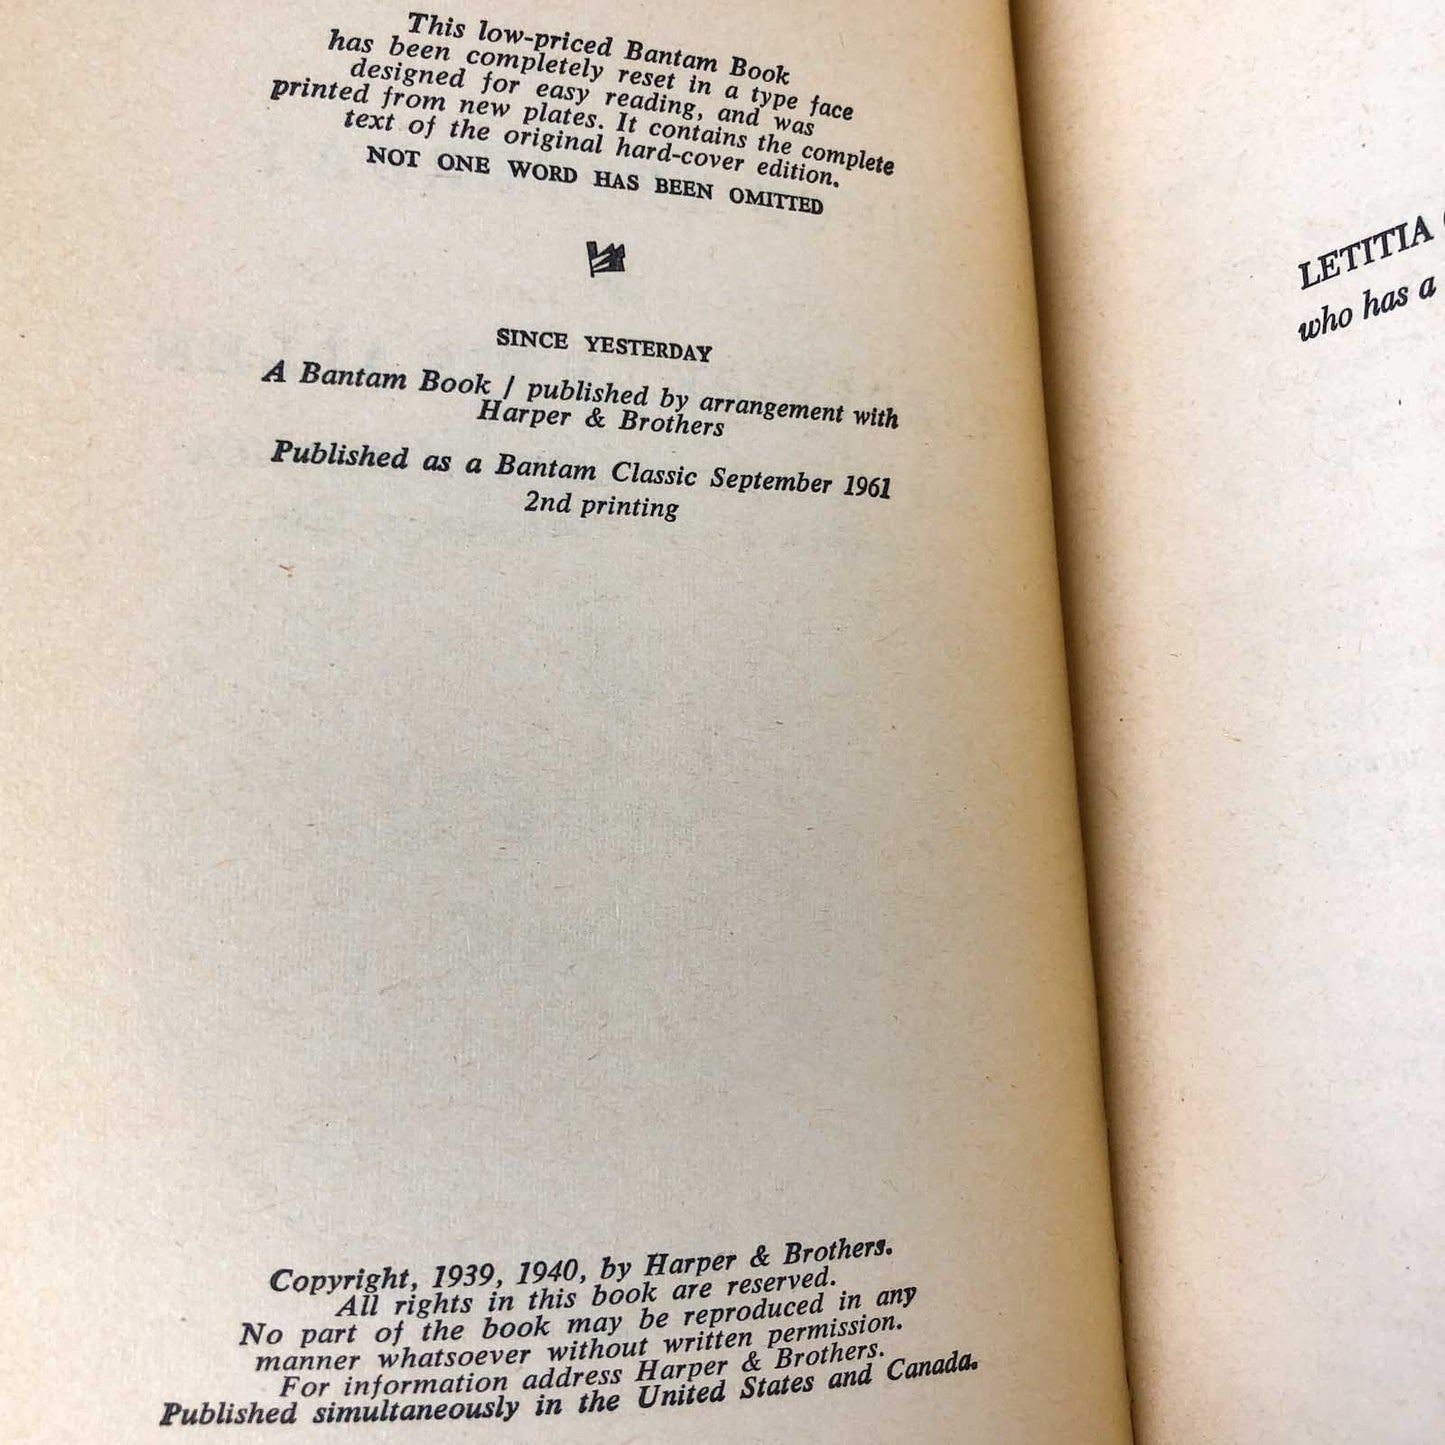 This low-priced Bantam Book
has been completely reset in a type face
designed for easy reading, and was
printed from new plates. It contains the complete
text of the original hard-cover edition.
NOT ONE WORD HAS BEEN OMITTED
SINCE YESTERDAY
A Bantam Book / published by arrangement with
Harper & Brothers
Published as a Bantam Classic September 1961
2nd printing
Copyright, 1939, 1940, by Harper & Brothers.
All rights in this book are reserved.
No part of the book may be reproduced in any
manner whatsoever without written permission.
For information address Harper & Brothers.
Published simultaneously in the United States and Canada.
LETITIA
who has a